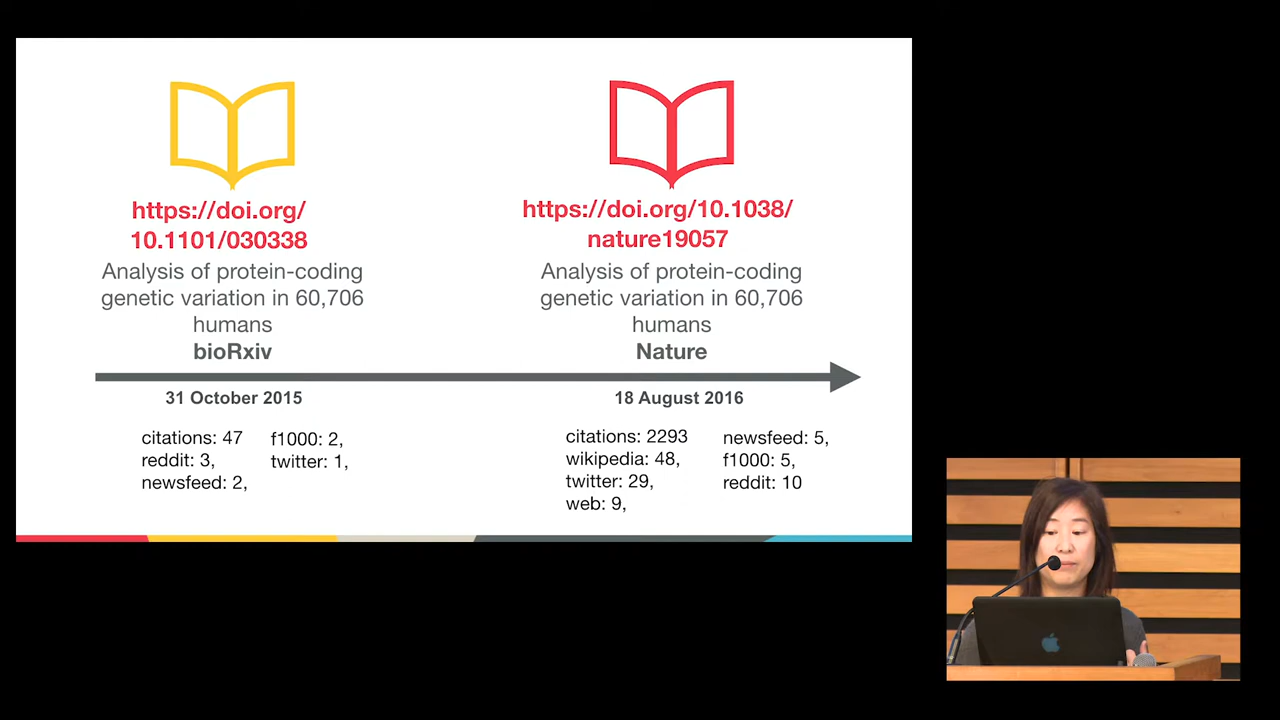 https://doi.org/
10.1101/030338
Analysis of protein-coding
genetic variation in 60,706
humans
bioRxiv
https://doi.org/10.1038/
nature19057
Analysis of protein-coding
genetic variation in 60,706
humans
Nature
31 October 2015
18 August 2016
citations: 47
reddit: 3,
newsfeed: 2,
f1000: 2,
twitter: 1,
citations: 2293
wikipedia: 48,
twitter: 29,
web: 9,
newsfeed: 5,
f1000: 5,
reddit: 10